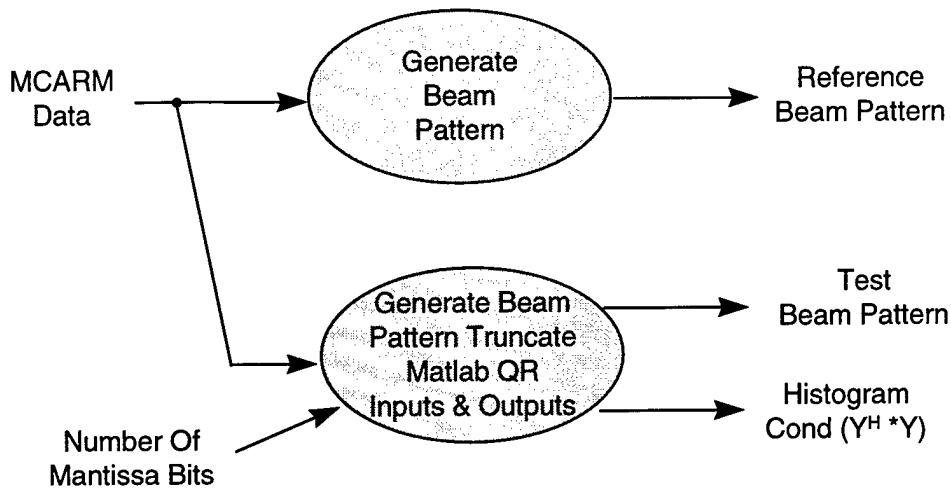 MCARM
Data
Generate
Beam
Pattern
Reference
Beam Pattern
Generate Beam
Pattern Truncate
Matlab QR
Inputs & Outputs
Test
Beam Pattern
Histogram
Cond (Y^H *Y)
Number Of
Mantissa Bits